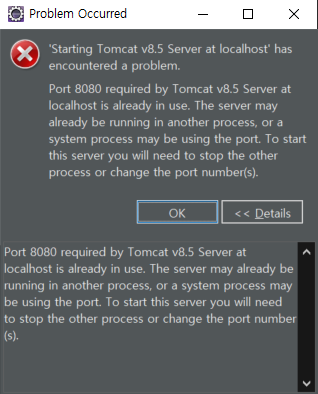 Problem Occurred
'Starting Tomcat v8.5 Server at localhost' has
encountered a problem.
Port 8080 required by Tomcat v8.5 Server at
localhost is already in use. The server may
already be running in another process, or a
system process may be using the port. To start
this server you will need to stop the other
process or change the port number(s).
OK
<< Details
Port 8080 required by Tomcat v8.5 Server at
localhost is already in use. The server may already be
running in another process, or a system process may
be using the port. To start this server you will need
to stop the other process or change the port number
(s).